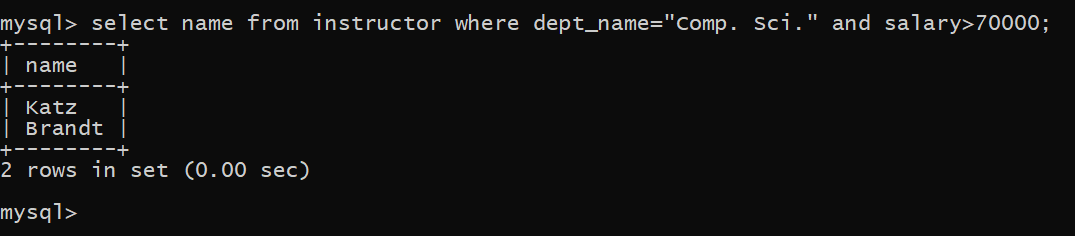 mysql> select name from instructor where dept_name="Comp. Sci." and salary>70000;
+--------+
| name   |
+--------+
| Katz   |
| Brandt |
+--------+
2 rows in set (0.00 sec)
mysql>